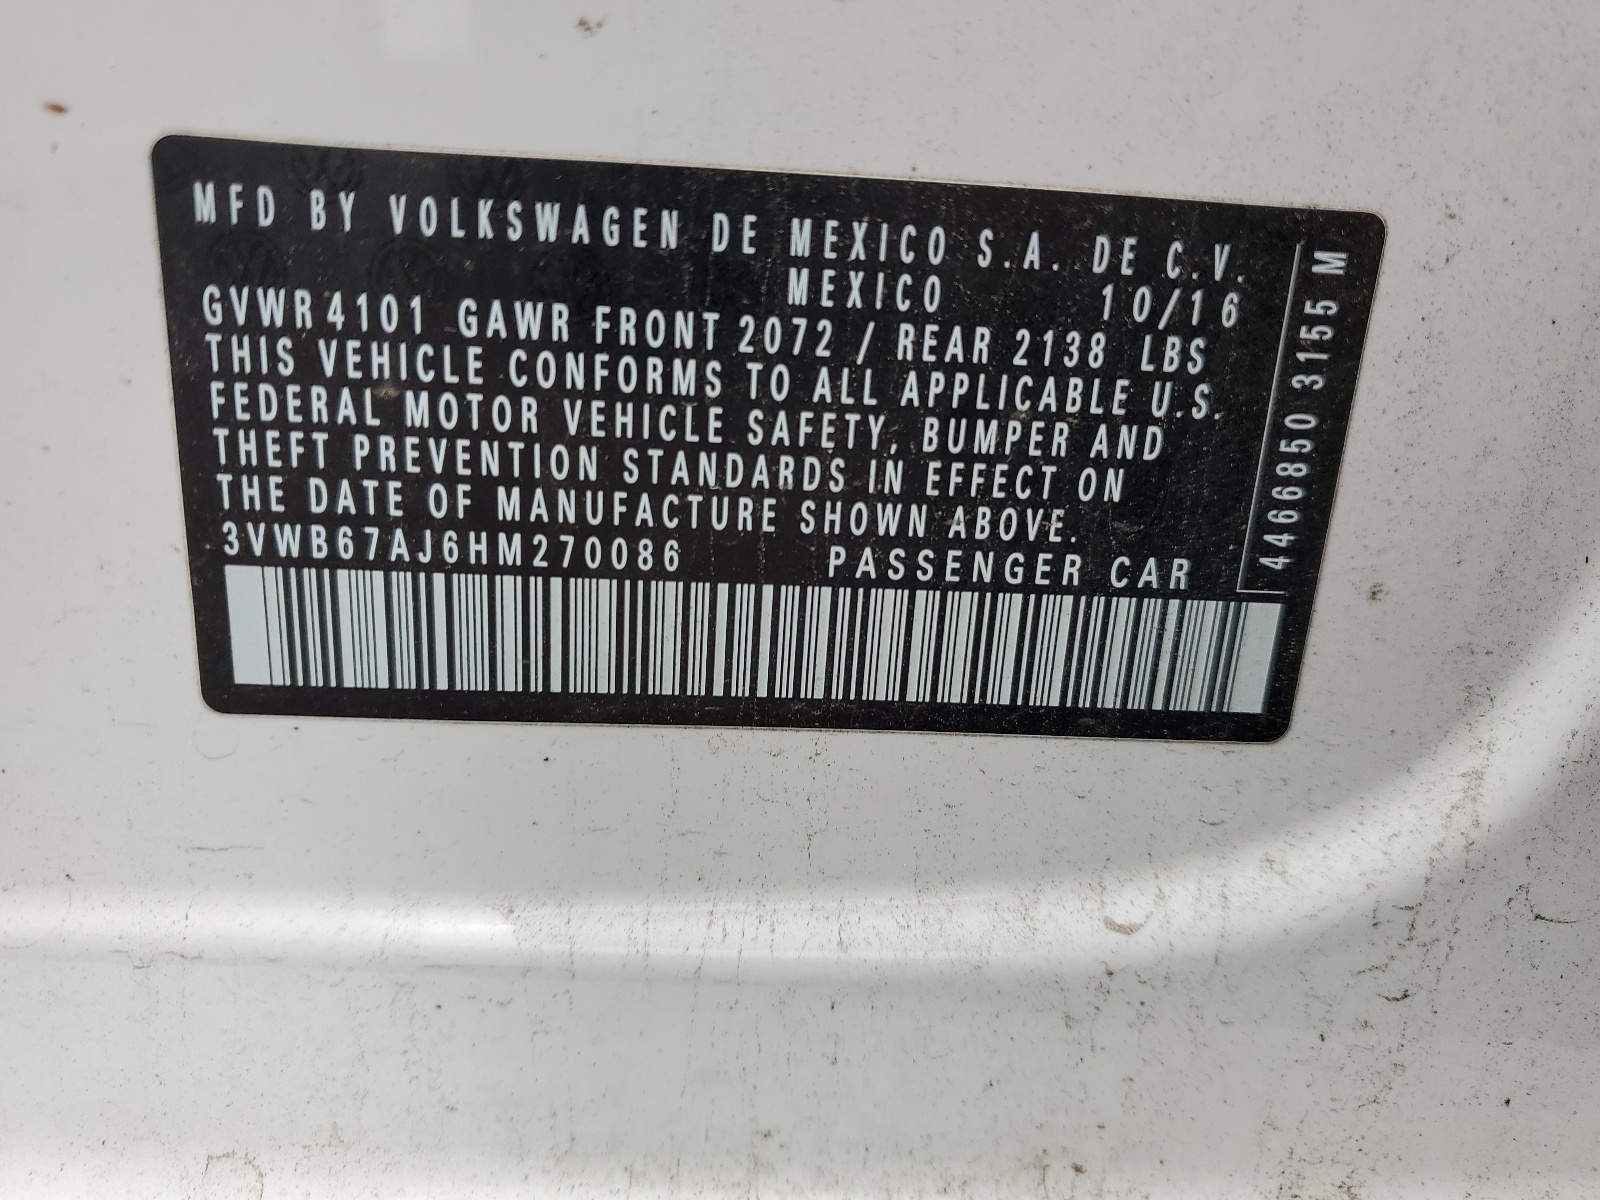 MFD BY VOLKSWAGEN DE MEXICO S.A. DE C.V.
MEXICO 10/16
GVWR 4101 GAWR FRONT 2072 / REAR 2138 LBS
THIS VEHICLE CONFORMS TO ALL APPLICABLE U.S.
FEDERAL MOTOR VEHICLE SAFETY, BUMPER AND
THEFT PREVENTION STANDARDS IN EFFECT ON
THE DATE OF MANUFACTURE SHOWN ABOVE.
3VWB67AJ6HM270086 PASSENGER CAR
4466850 3155 M